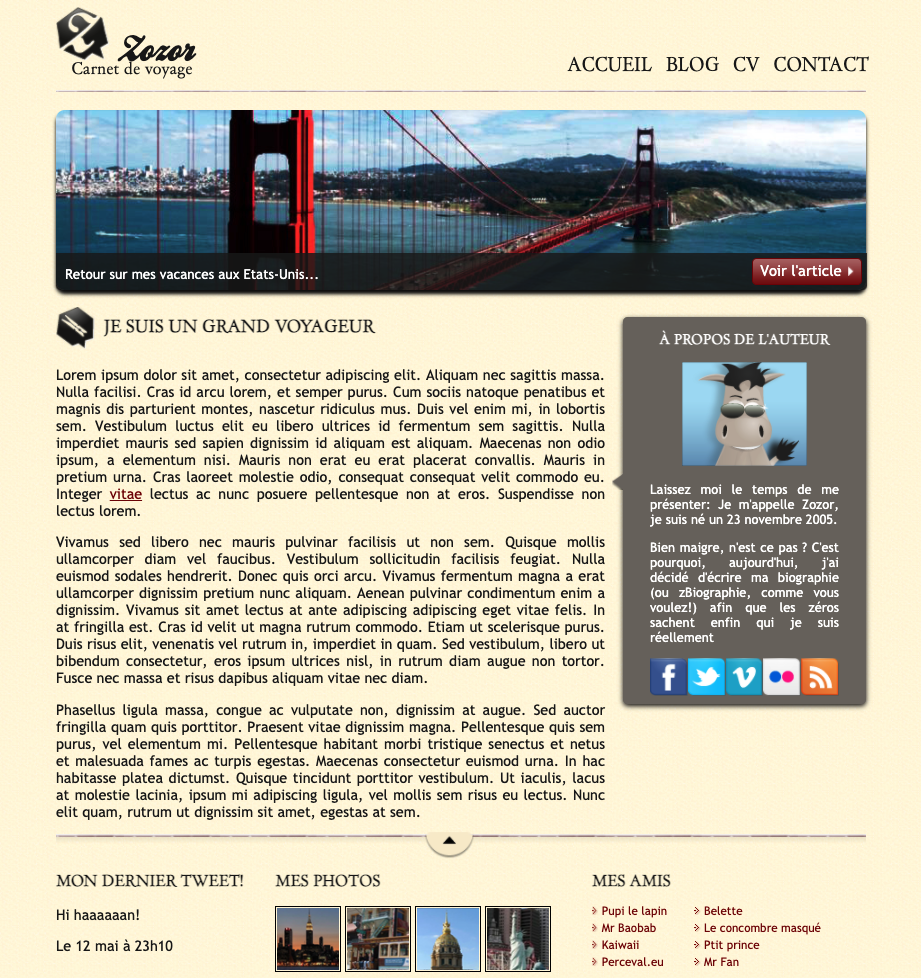 Zozor
Carnet de voyage
ACCUEIL BLOG CV CONTACT
Retour sur mes vacances aux Etats-Unis...
Voir l'article
JE SUIS UN GRAND VOYAGEUR
Lorem ipsum dolor sit amet, consectetur adipiscing elit. Aliquam nec sagittis massa.
Nulla facilisi. Cras id arcu lorem, et semper purus. Cum sociis natoque penatibus et
magnis dis parturient montes, nascetur ridiculus mus. Duis vel enim mi, in lobortis
sem. Vestibulum luctus elit eu libero ultrices id fermentum sem sagittis. Nulla
imperdiet mauris sed sapien dignissim id aliquam est aliquam. Maecenas non odio
ipsum, a elementum nisi. Mauris non erat eu erat placerat convallis. Mauris in
pretium urna. Cras laoreet molestie odio, consequat consequat velit commodo eu.
Integer vitae lectus ac nunc posuere pellentesque non at eros. Suspendisse non
lectus lorem.
Vivamus sed libero nec mauris pulvinar facilisis ut non sem. Quisque mollis
ullamcorper diam vel faucibus. Vestibulum sollicitudin facilisis feugiat. Nulla
euismod sodales hendrerit. Donec quis orci arcu. Vivamus fermentum magna a erat
ullamcorper dignissim pretium nunc aliquam. Aenean pulvinar condimentum enim a
dignissim. Vivamus sit amet lectus at ante adipiscing adipiscing eget vitae felis. In
at fringilla est. Cras id velit ut magna rutrum commodo. Etiam ut scelerisque purus.
Duis risus elit, venenatis vel rutrum in, imperdiet in quam. Sed vestibulum, libero ut
bibendum consectetur, eros ipsum ultrices nisl, in rutrum diam augue non tortor.
Fusce nec massa et risus dapibus aliquam vitae nec diam.
Phasellus ligula massa, congue ac vulputate non, dignissim at augue. Sed auctor
fringilla quam quis porttitor. Praesent vitae dignissim magna. Pellentesque quis sem
purus, vel elementum mi. Pellentesque habitant morbi tristique senectus et netus
et malesuada fames ac turpis egestas. Maecenas consectetur euismod urna. In hac
habitasse platea dictumst. Quisque tincidunt porttitor vestibulum. Ut iaculis, lacus
at molestie lacinia, ipsum mi adipiscing ligula, vel mollis sem risus eu lectus. Nunc
elit quam, rutrum ut dignissim sit amet, egestas at sem.
À PROPOS DE L'AUTEUR
Laissez moi le temps de me
présenter: Je m'appelle Zozor,
je suis né un 23 novembre 2005.
Bien maigre, n'est ce pas ? C'est
pourquoi, aujourd'hui, j'ai
décidé d'écrire ma biographie
(ou zBiographie, comme vous
voulez!) afin que les zéros
sachent enfin qui je suis
réellement
MON DERNIER TWEET!
Hi haaaaaan!
Le 12 mai à 23h10
MES PHOTOS
MES AMIS
Pupi le lapin
Mr Baobab
Kaiwaii
Perceval.eu
Belette
Le concombre masqué
Ptit prince
Mr Fan